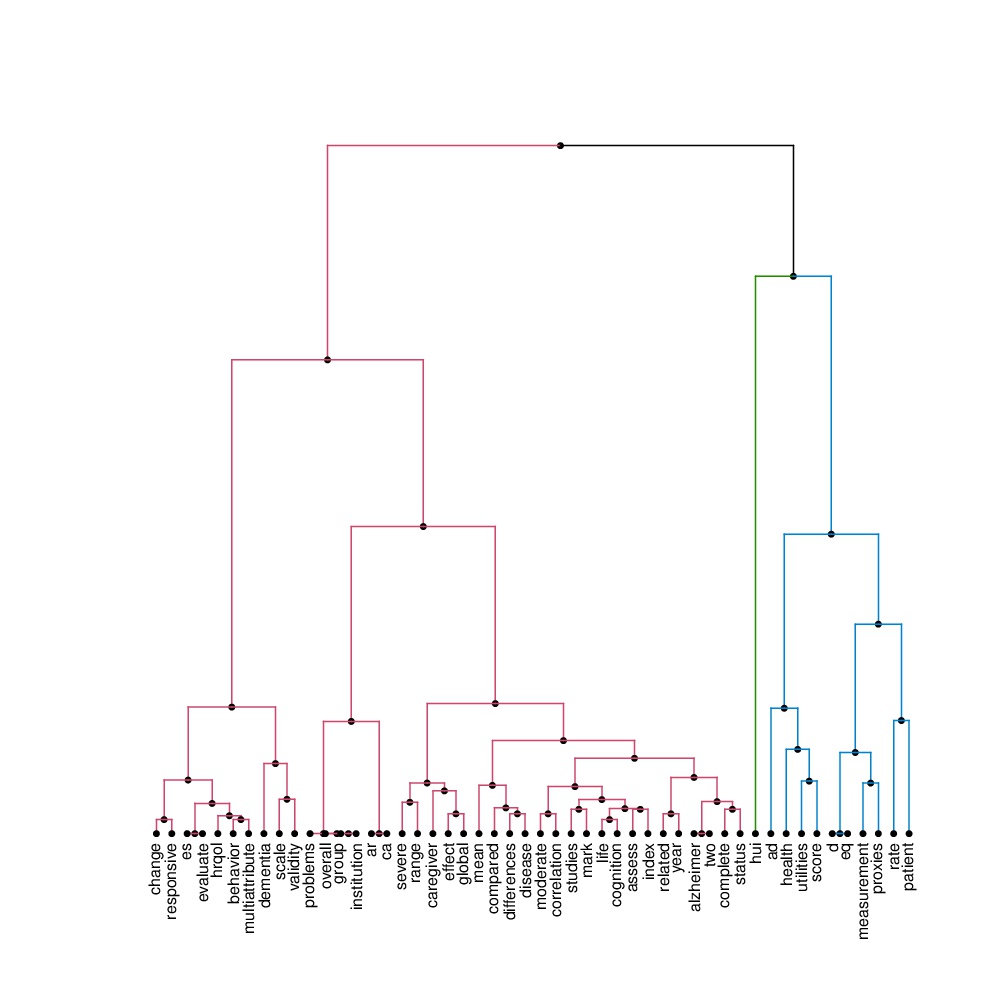 change
responsive
es
evaluate
hrqol
behavior
multiattribute
dementia
scale
validity
problems
overall
group
institution
ar
ca
severe
range
caregiver
effect
global
mean
compared
differences
disease
moderate
correlation
studies
mark
life
cognition
assess
index
related
year
alzheimer
two
complete
status
hui
ad
health
utilities
score
d
eq
measurement
proxies
rate
patient